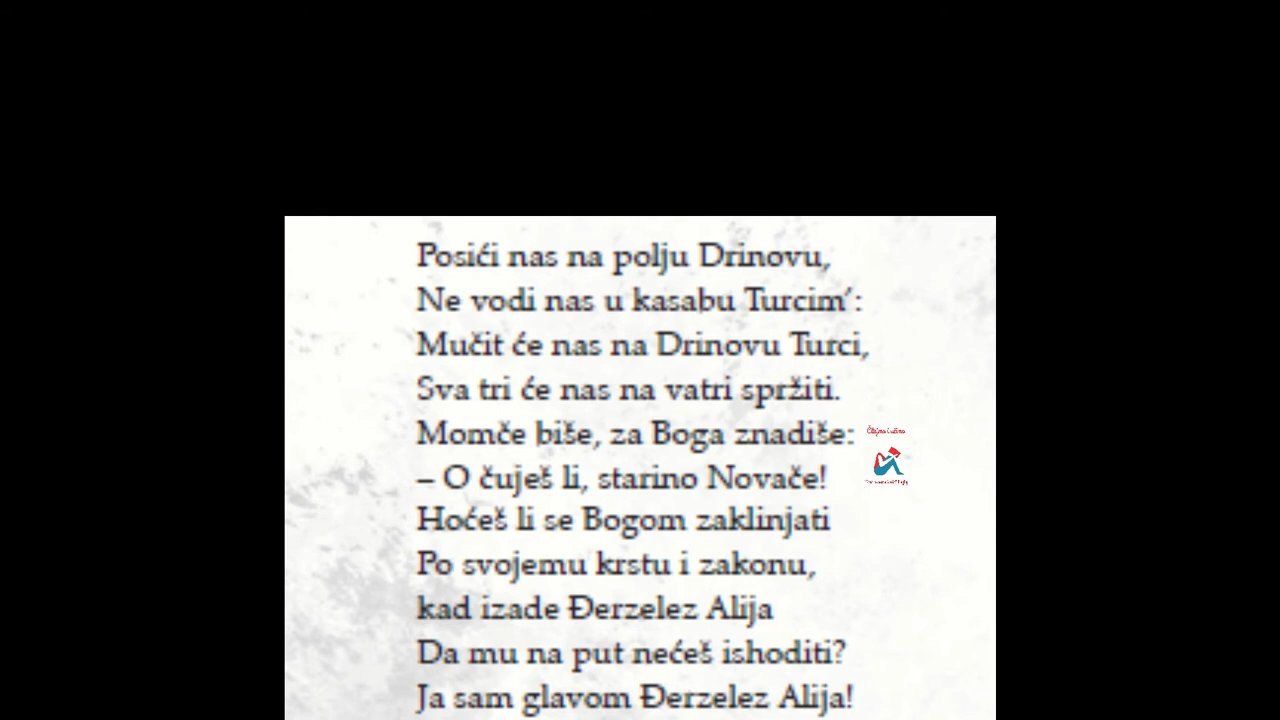 Posići nas na polju Drinovu,
Ne vodi nas u kasabu Turcim’:
Mučit će nas na Drinovu Turci,
Sva tri će nas na vatri spržiti.
Momče biše, za Boga znadiše:
– O čuješ li, starino Novače!
Hoćeš li se Bogom zaklinjati
Po svojemu krstu i zakonu,
kad izade Đerzelez Alija
Da mu na put nećeš ishoditi?
Ja sam glavom Đerzelez Alija!